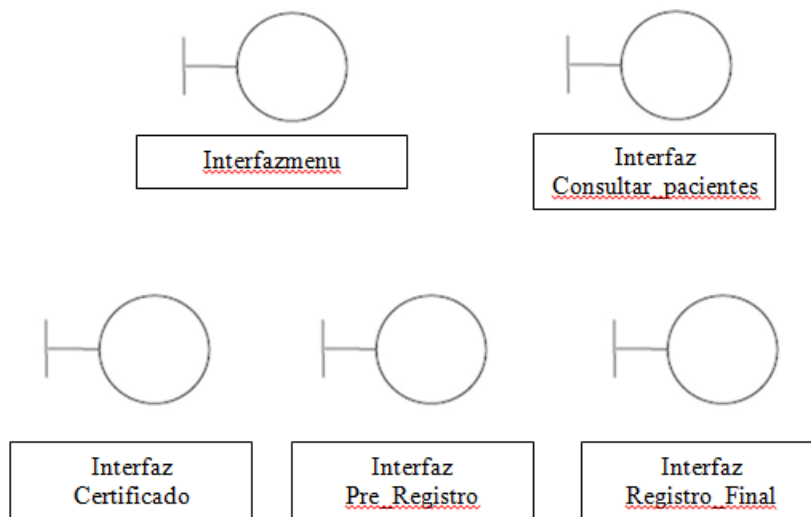 Interfazmenu
Interfaz
Consultar_pacientes
Interfaz
Certificado
Interfaz
Pre_Registro
Interfaz
Registro_Final